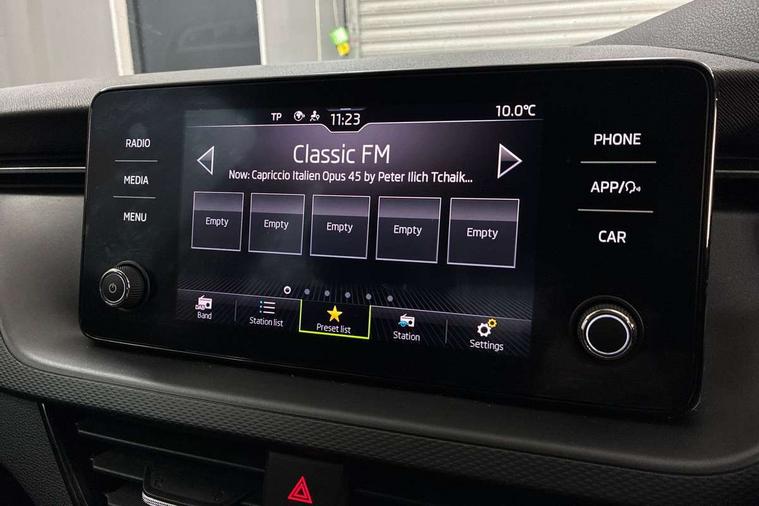 TP 11:23 10.0°C
RADIO
MEDIA
MENU
Classic FM
Now: Capriccio Italien Opus 45 by Peter Ilich Tchaik...
Empty Empty Empty Empty Empty
DAB
Band Station list Preset list Station Settings
PHONE
APP/
CAR